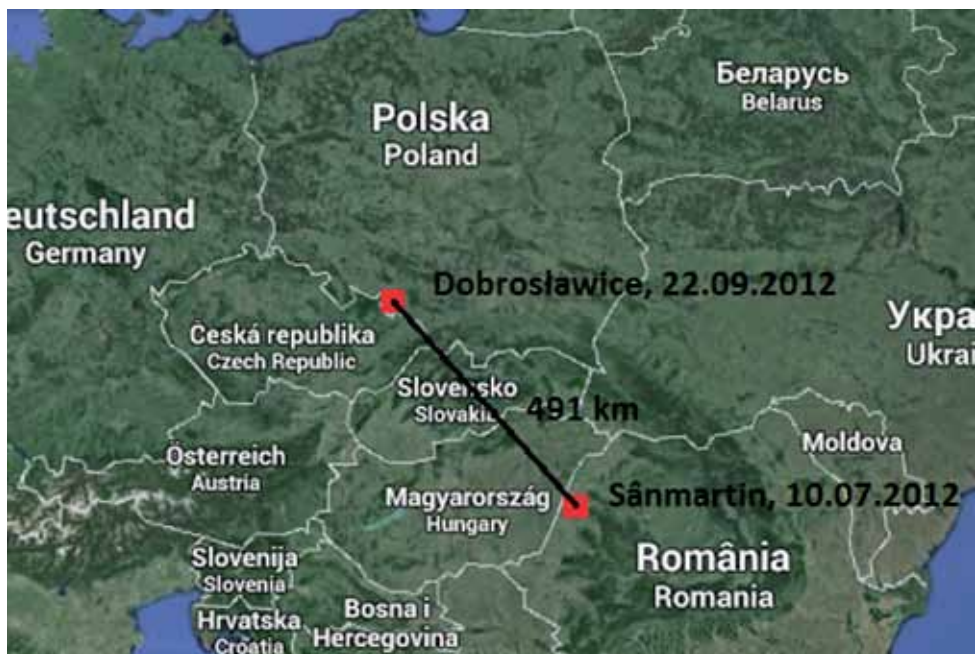 Беларусь
Belarus
Polska
Poland
eutschland
Germany
Dobrosławice, 22.09.2012
Укра
Ukrai
Česká republika
Czech Republic
Slovensko
Slovakia
491 km
Moldova
Österreich
Austria
Magyarország
Hungary
Sânmartin, 10.07.2012
România
Romania
Slovenija
Slovenia
Bosna i
Hercegovina
Hrvatska
Croatia